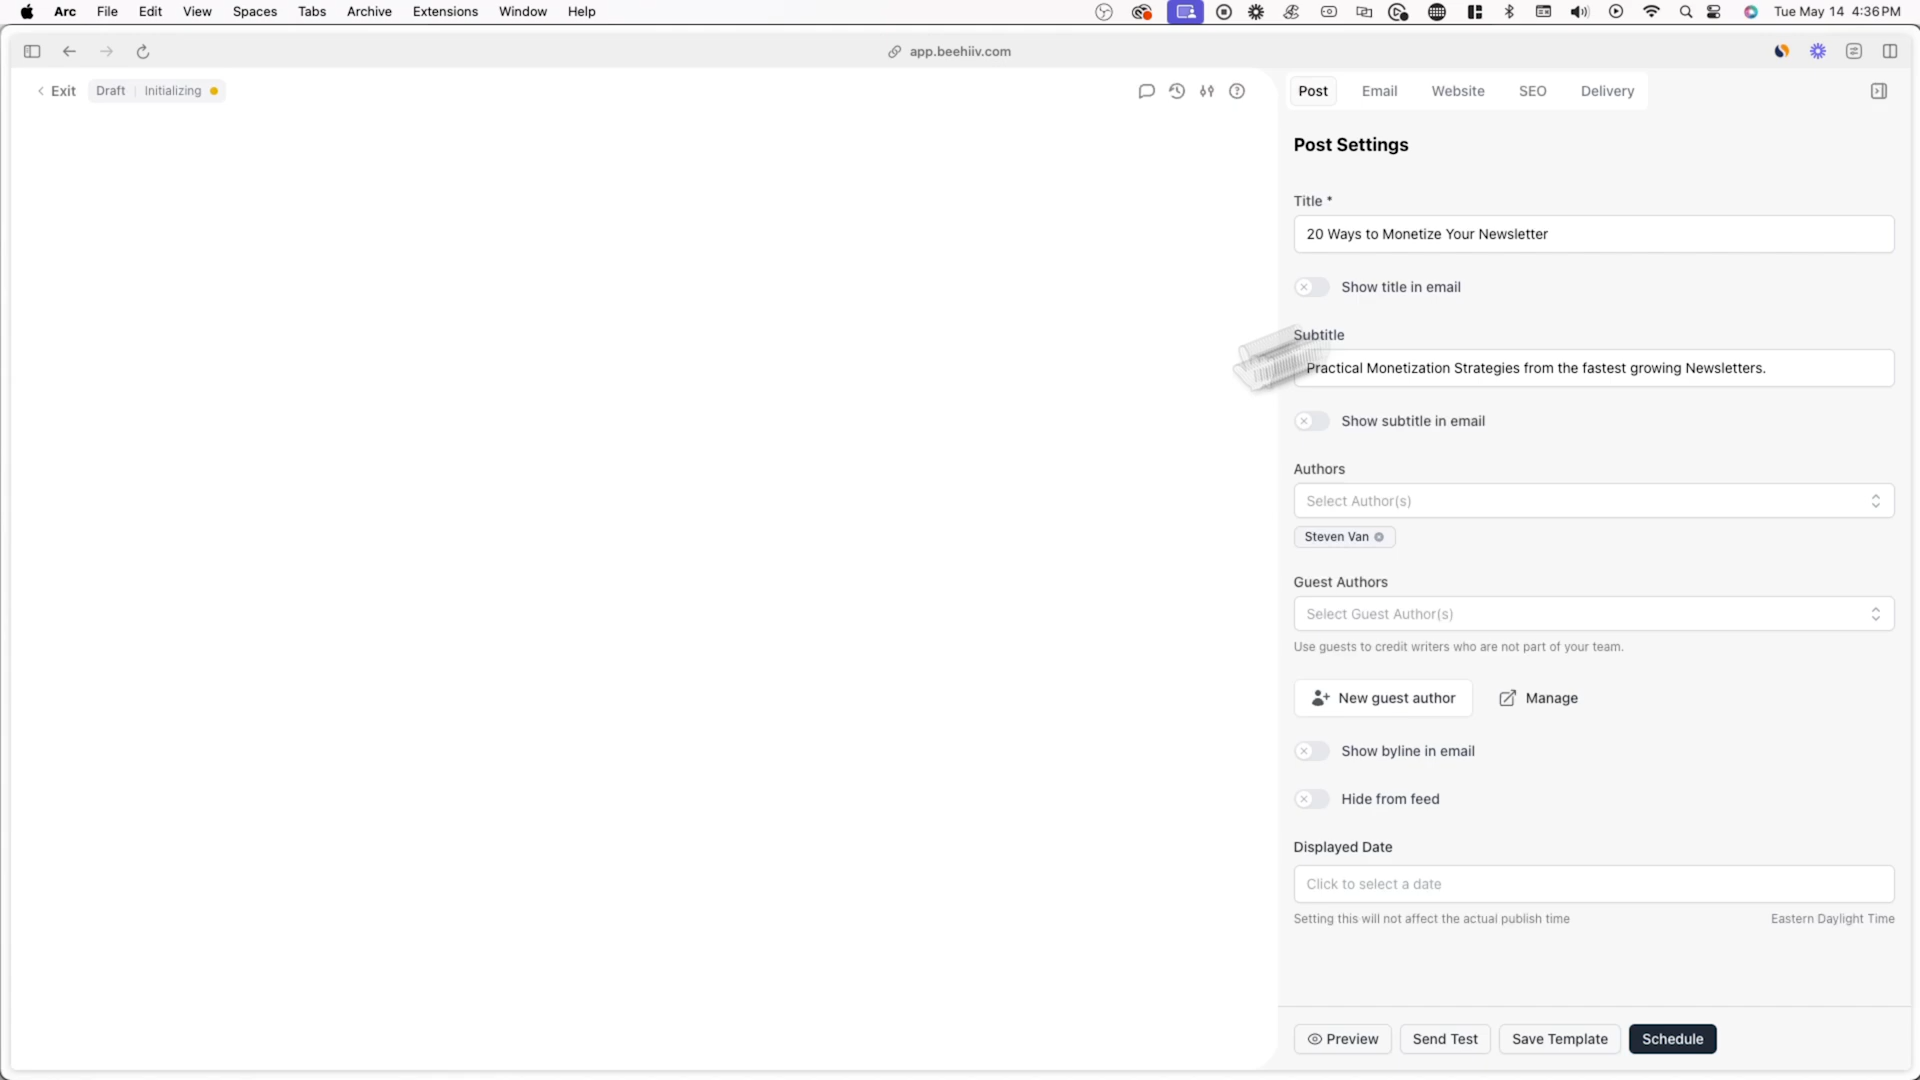 Arc File Edit View Spaces Tabs Archive Extensions Window Help Tue May 14 4:36 PM
app.beehiiv.com
Exit Draft Initializing
Post Email Website SEO Delivery
Post Settings
Title *
20 Ways to Monetize Your Newsletter
Show title in email
Subtitle
Practical Monetization Strategies from the fastest growing Newsletters.
Show subtitle in email
Authors
Select Author(s)
Steven Van
Guest Authors
Select Guest Author(s)
Use guests to credit writers who are not part of your team.
New guest author Manage
Show byline in email
Hide from feed
Displayed Date
Click to select a date
Setting this will not affect the actual publish time Eastern Daylight Time
Preview Send Test Save Template Schedule